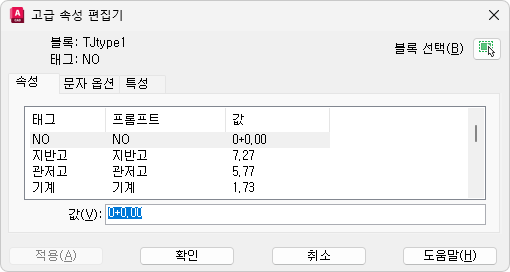 고급 속성 편집기
블록: TJtype1
태그: NO
블록 선택(B)
속성 문자 옵션 특성
태그 프롬프트 값
NO NO 0+0,00
지반고 지반고 7,27
관저고 관저고 5,77
기계 기계 1,73
값(V): 0+0,00
적용(A) 확인 취소 도움말(H)